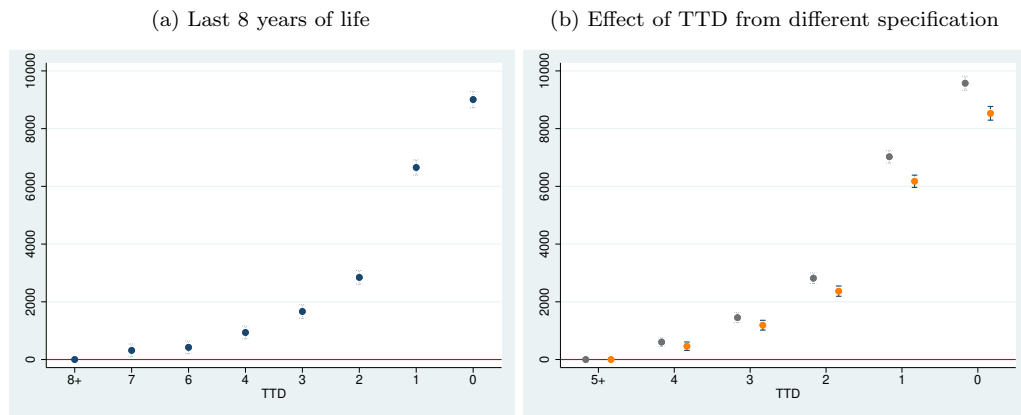 (a) Last 8 years of life
10000
8000
6000
4000
2000
0
8+ 7 6 4 3 2 1 0
TTD
(b) Effect of TTD from different specification
10000
8000
6000
4000
2000
0
5+ 4 3 2 1 0
TTD